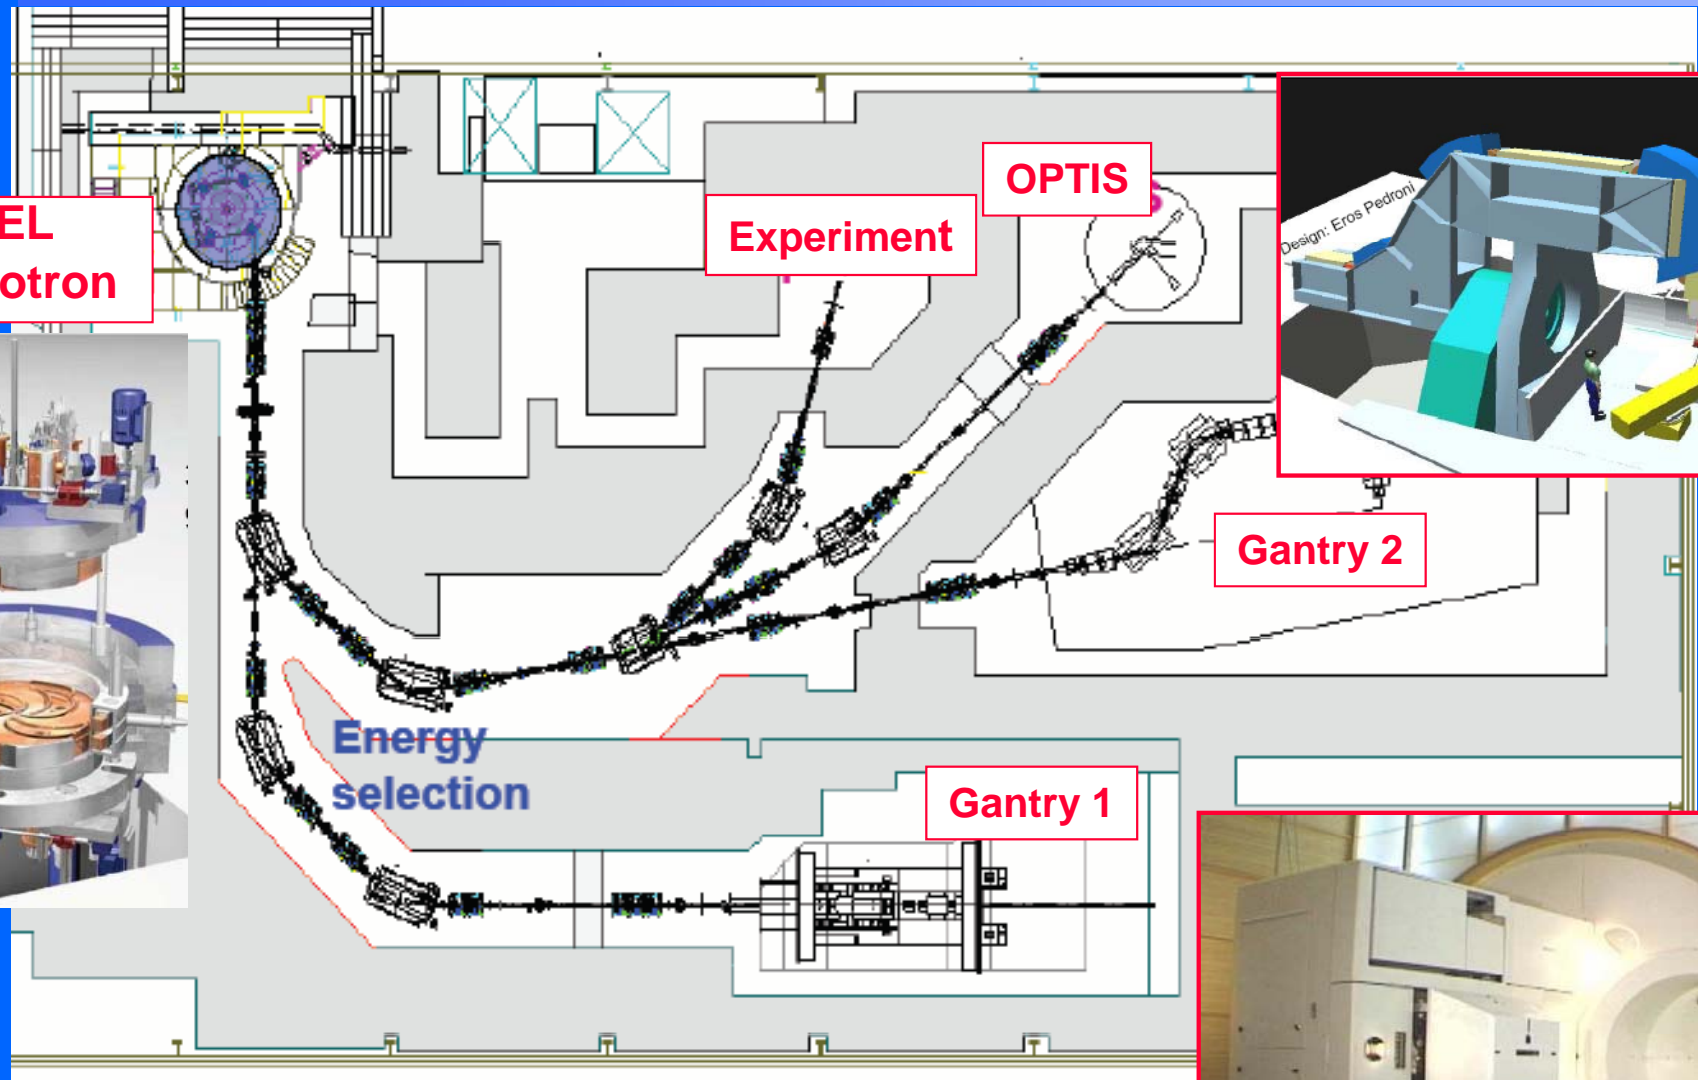 EL
otron
Experiment
OPTIS
Design: Eros Pedroni
Gantry 2
Energy
selection
Gantry 1